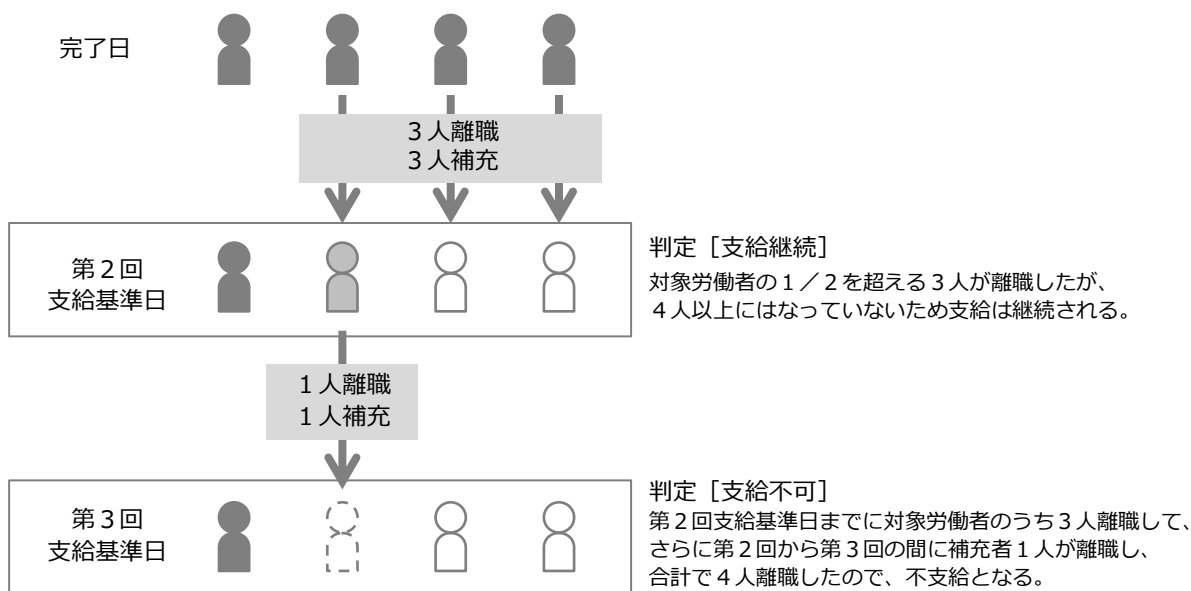 完了日
３人離職
３人補充
第２回
支給基準日
判定［支給継続］
対象労働者の１／２を超える３人が離職したが、
４人以上にはなっていないため支給は継続される。
１人離職
１人補充
第３回
支給基準日
判定［支給不可］
第２回支給基準日までに対象労働者のうち３人離職して、
さらに第２回から第３回の間に補充者１人が離職し、
合計で４人離職したので、不支給となる。